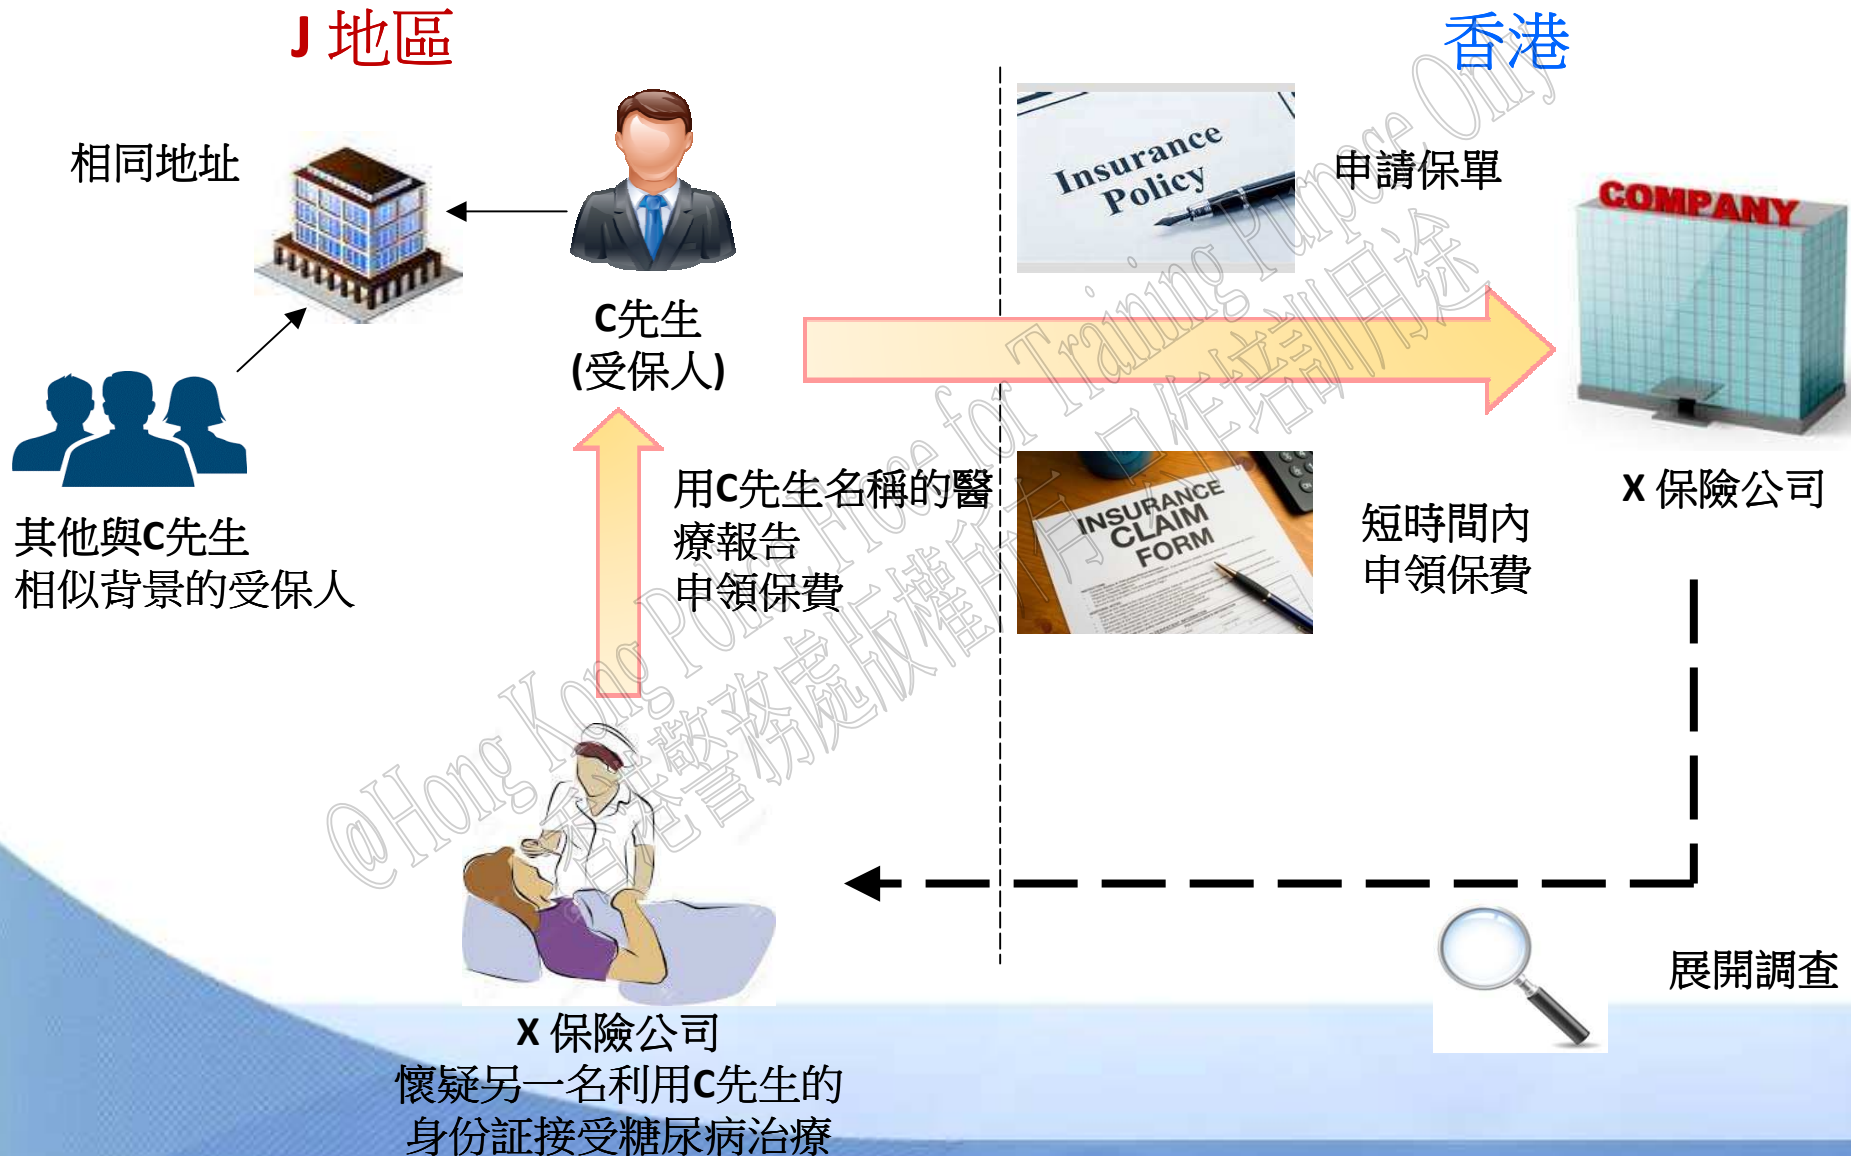 J 地區
香港
相同地址
Insurance
Policy
申請保單
COMPANY
C先生
(受保人)
X 保險公司
用C先生名稱的醫
療報告
申領保費
INSURANCE
CLAIM
FORM
短時間內
申領保費
其他與C先生
相似背景的受保人
展開調查
X 保險公司
懷疑另一名利用C先生的
身份証接受糖尿病治療
@Hong Kong Police Froce for Training Purpose Only
香港警務處版權所有 只作培訓用途